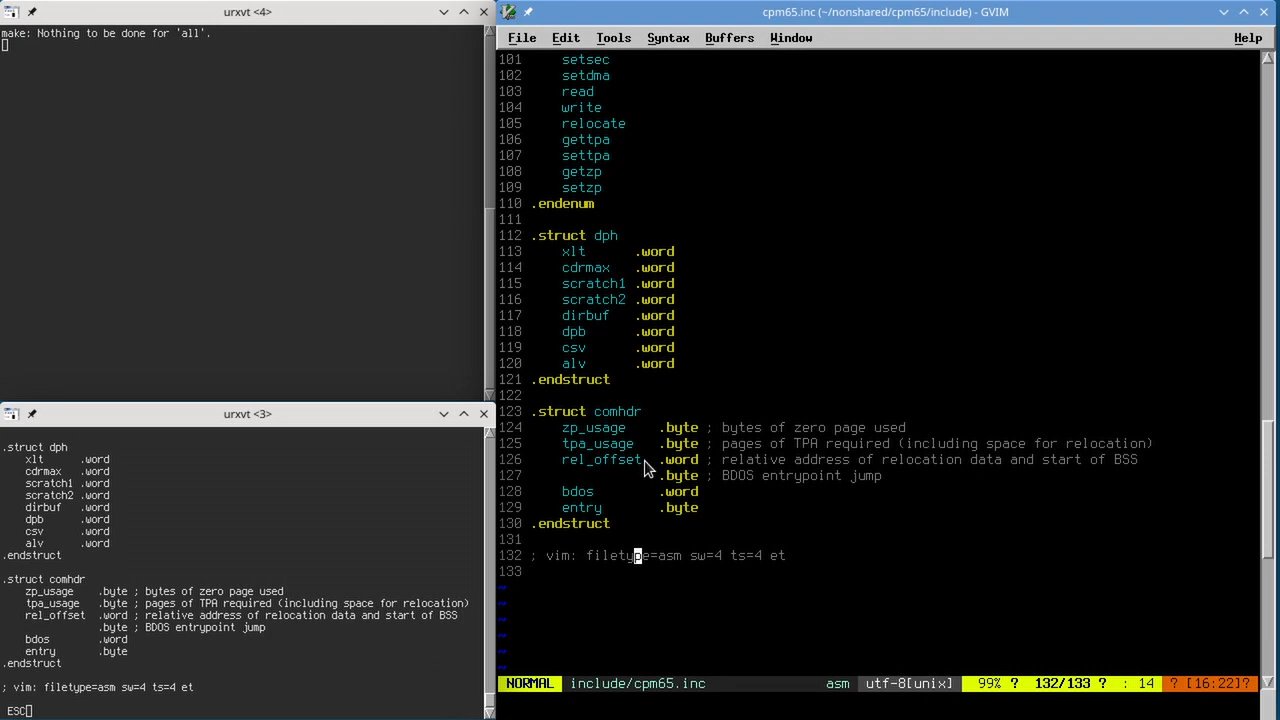 urxvt <4>
make: Nothing to be done for 'all'.
urxvt <3>
.struct dph
xlt .word
cdrmax .word
scratch1 .word
scratch2 .word
dirbuf .word
dpb .word
csv .word
alv .word
.endstruct
.struct comhdr
zp_usage .byte ; bytes of zero page used
tpa_usage .byte ; pages of TPA required (including space for relocation)
rel_offset .word ; relative address of relocation data and start of BSS
.byte ; BDOS entrypoint jump
bdos .word
entry .byte
.endstruct
; vim: filetype=asm sw=4 ts=4 et
ESC
cpm65.inc (~/nonshared/cpm65/include) - GVIM
File Edit Tools Syntax Buffers Window Help
101 setsec
102 setdma
103 read
104 write
105 relocate
106 gettpa
107 settpa
108 getzp
109 setzp
110 .endenum
111
112 .struct dph
113 xlt .word
114 cdrmax .word
115 scratch1 .word
116 scratch2 .word
117 dirbuf .word
118 dpb .word
119 csv .word
120 alv .word
121 .endstruct
122
123 .struct comhdr
124 zp_usage .byte ; bytes of zero page used
125 tpa_usage .byte ; pages of TPA required (including space for relocation)
126 rel_offset .word ; relative address of relocation data and start of BSS
127 .byte ; BDOS entrypoint jump
128 bdos .word
129 entry .byte
130 .endstruct
131
132 ; vim: filetype=asm sw=4 ts=4 et
133
~
~
~
~
~
~
NORMAL include/cpm65.inc asm utf-8[unix] 99% ? 132/133 ? : 14 ? [16:22]?